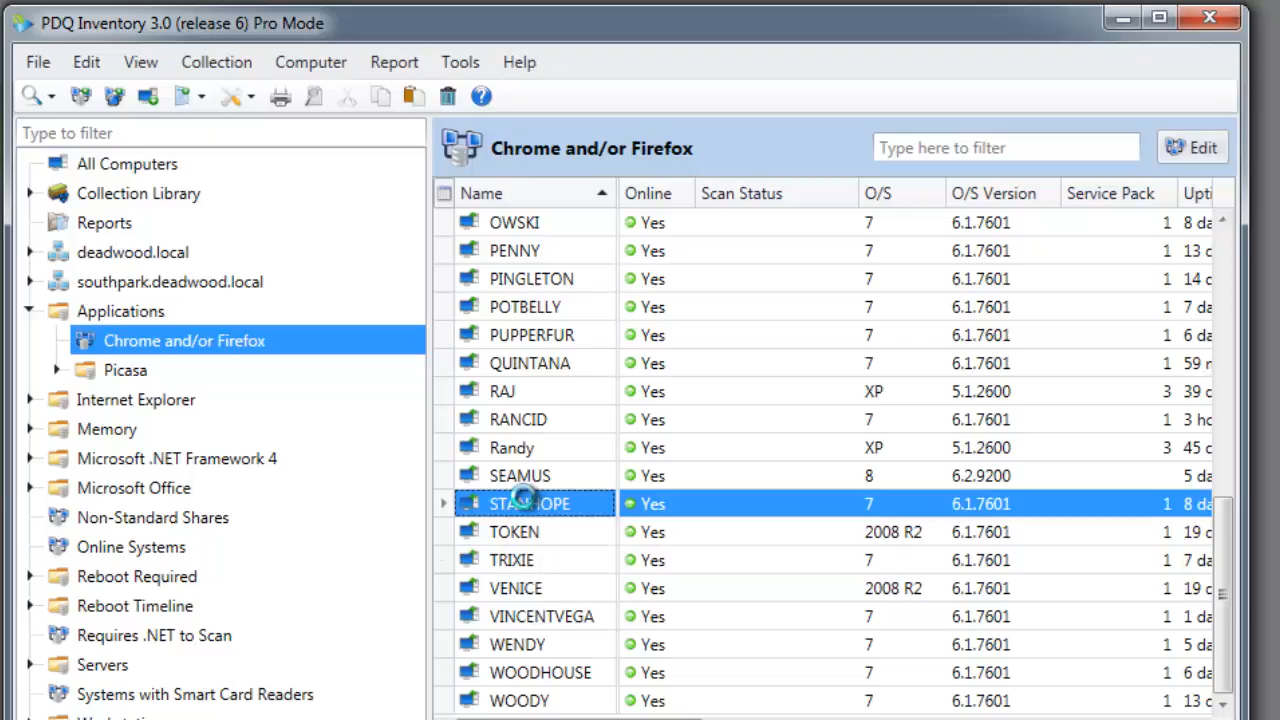 PDQ Inventory 3.0 (release 6) Pro Mode
File Edit View Collection Computer Report Tools Help
Type to filter
All Computers
Collection Library
Reports
deadwood.local
southpark.deadwood.local
Applications
Chrome and/or Firefox
Picasa
Internet Explorer
Memory
Microsoft .NET Framework 4
Microsoft Office
Non-Standard Shares
Online Systems
Reboot Required
Reboot Timeline
Requires .NET to Scan
Servers
Systems with Smart Card Readers
Chrome and/or Firefox Type here to filter Edit
Name Online Scan Status O/S O/S Version Service Pack Upti
OWSKI Yes 7 6.1.7601 1 8 da
PENNY Yes 7 6.1.7601 1 13 d
PINGLETON Yes 7 6.1.7601 1 14 d
POTBELLY Yes 7 6.1.7601 1 7 da
PUPPERFUR Yes 7 6.1.7601 1 6 da
QUINTANA Yes 7 6.1.7601 1 59 m
RAJ Yes XP 5.1.2600 3 39 d
RANCID Yes 7 6.1.7601 1 3 ho
Randy Yes XP 5.1.2600 3 45 d
SEAMUS Yes 8 6.2.9200 5 da
Yes 7 6.1.7601 1 8 da
TOKEN Yes 2008 R2 6.1.7601 1 19 d
TRIXIE Yes 7 6.1.7601 1 7 da
VENICE Yes 2008 R2 6.1.7601 1 19 d
VINCENTVEGA Yes 7 6.1.7601 1 1 da
WENDY Yes 7 6.1.7601 1 5 da
WOODHOUSE Yes 7 6.1.7601 1 6 da
WOODY Yes 7 6.1.7601 1 13 d